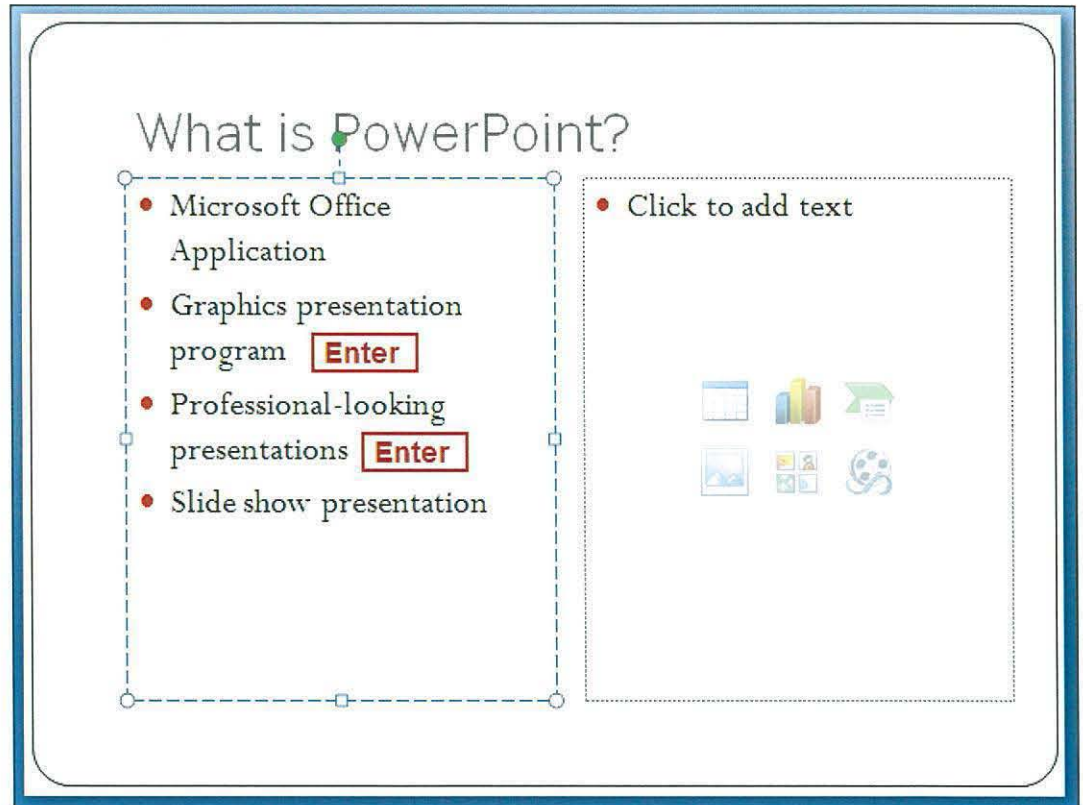 What is PowerPoint?
• Microsoft Office
Application
• Graphics presentation
program Enter
• Professional-looking
presentations Enter
• Slide show presentation
• Click to add text